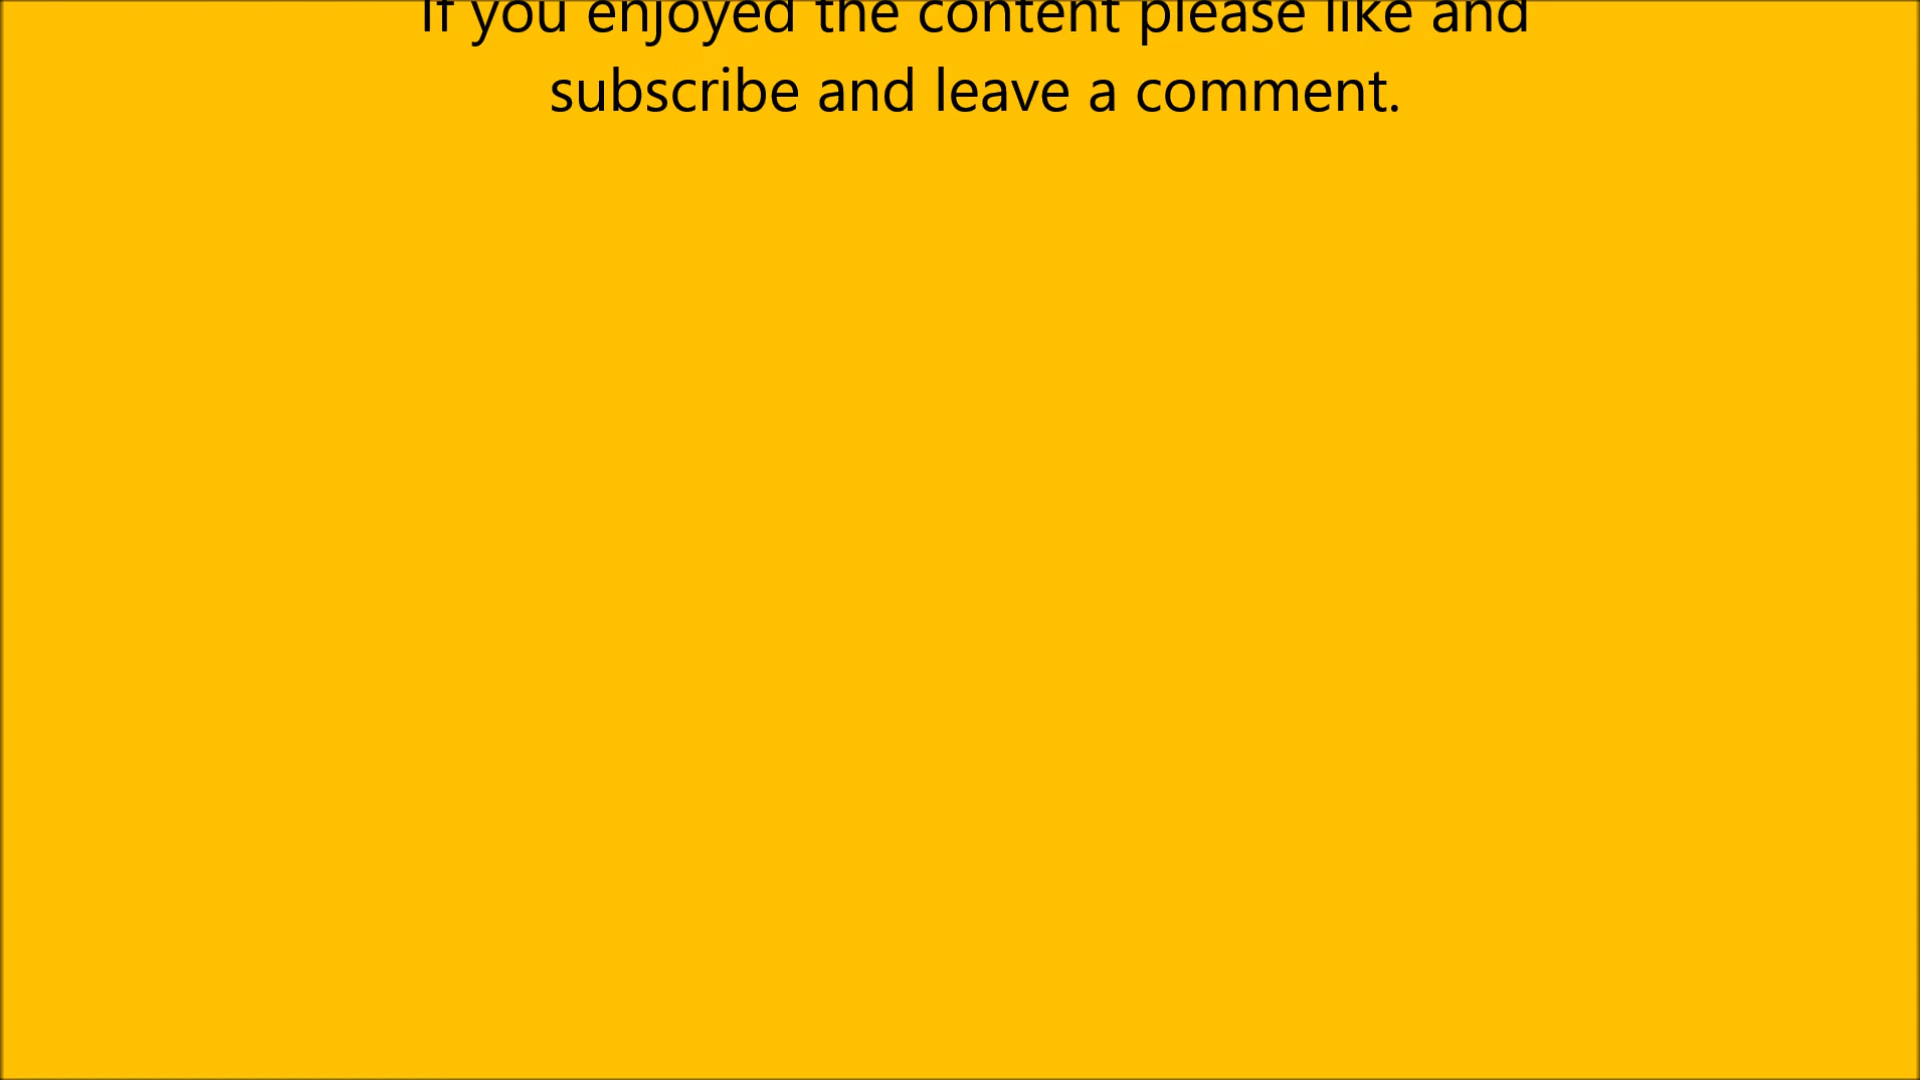 If you enjoyed the content please like and
subscribe and leave a comment.